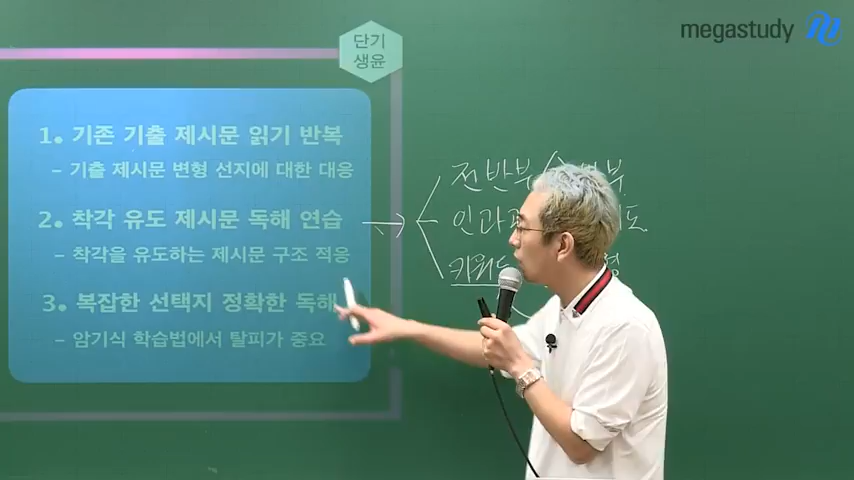 megastudy
단기
생윤
1. 기존 기출 제시문 읽기 반복
- 기출 제시문 변형 선지에 대한 대응
2. 착각 유도 제시문 독해 연습
- 착각을 유도하는 제시문 구조 적응
3. 복잡한 선택지 정확한 독해
- 암기식 학습법에서 탈피가 중요
전반부
인과
키워드